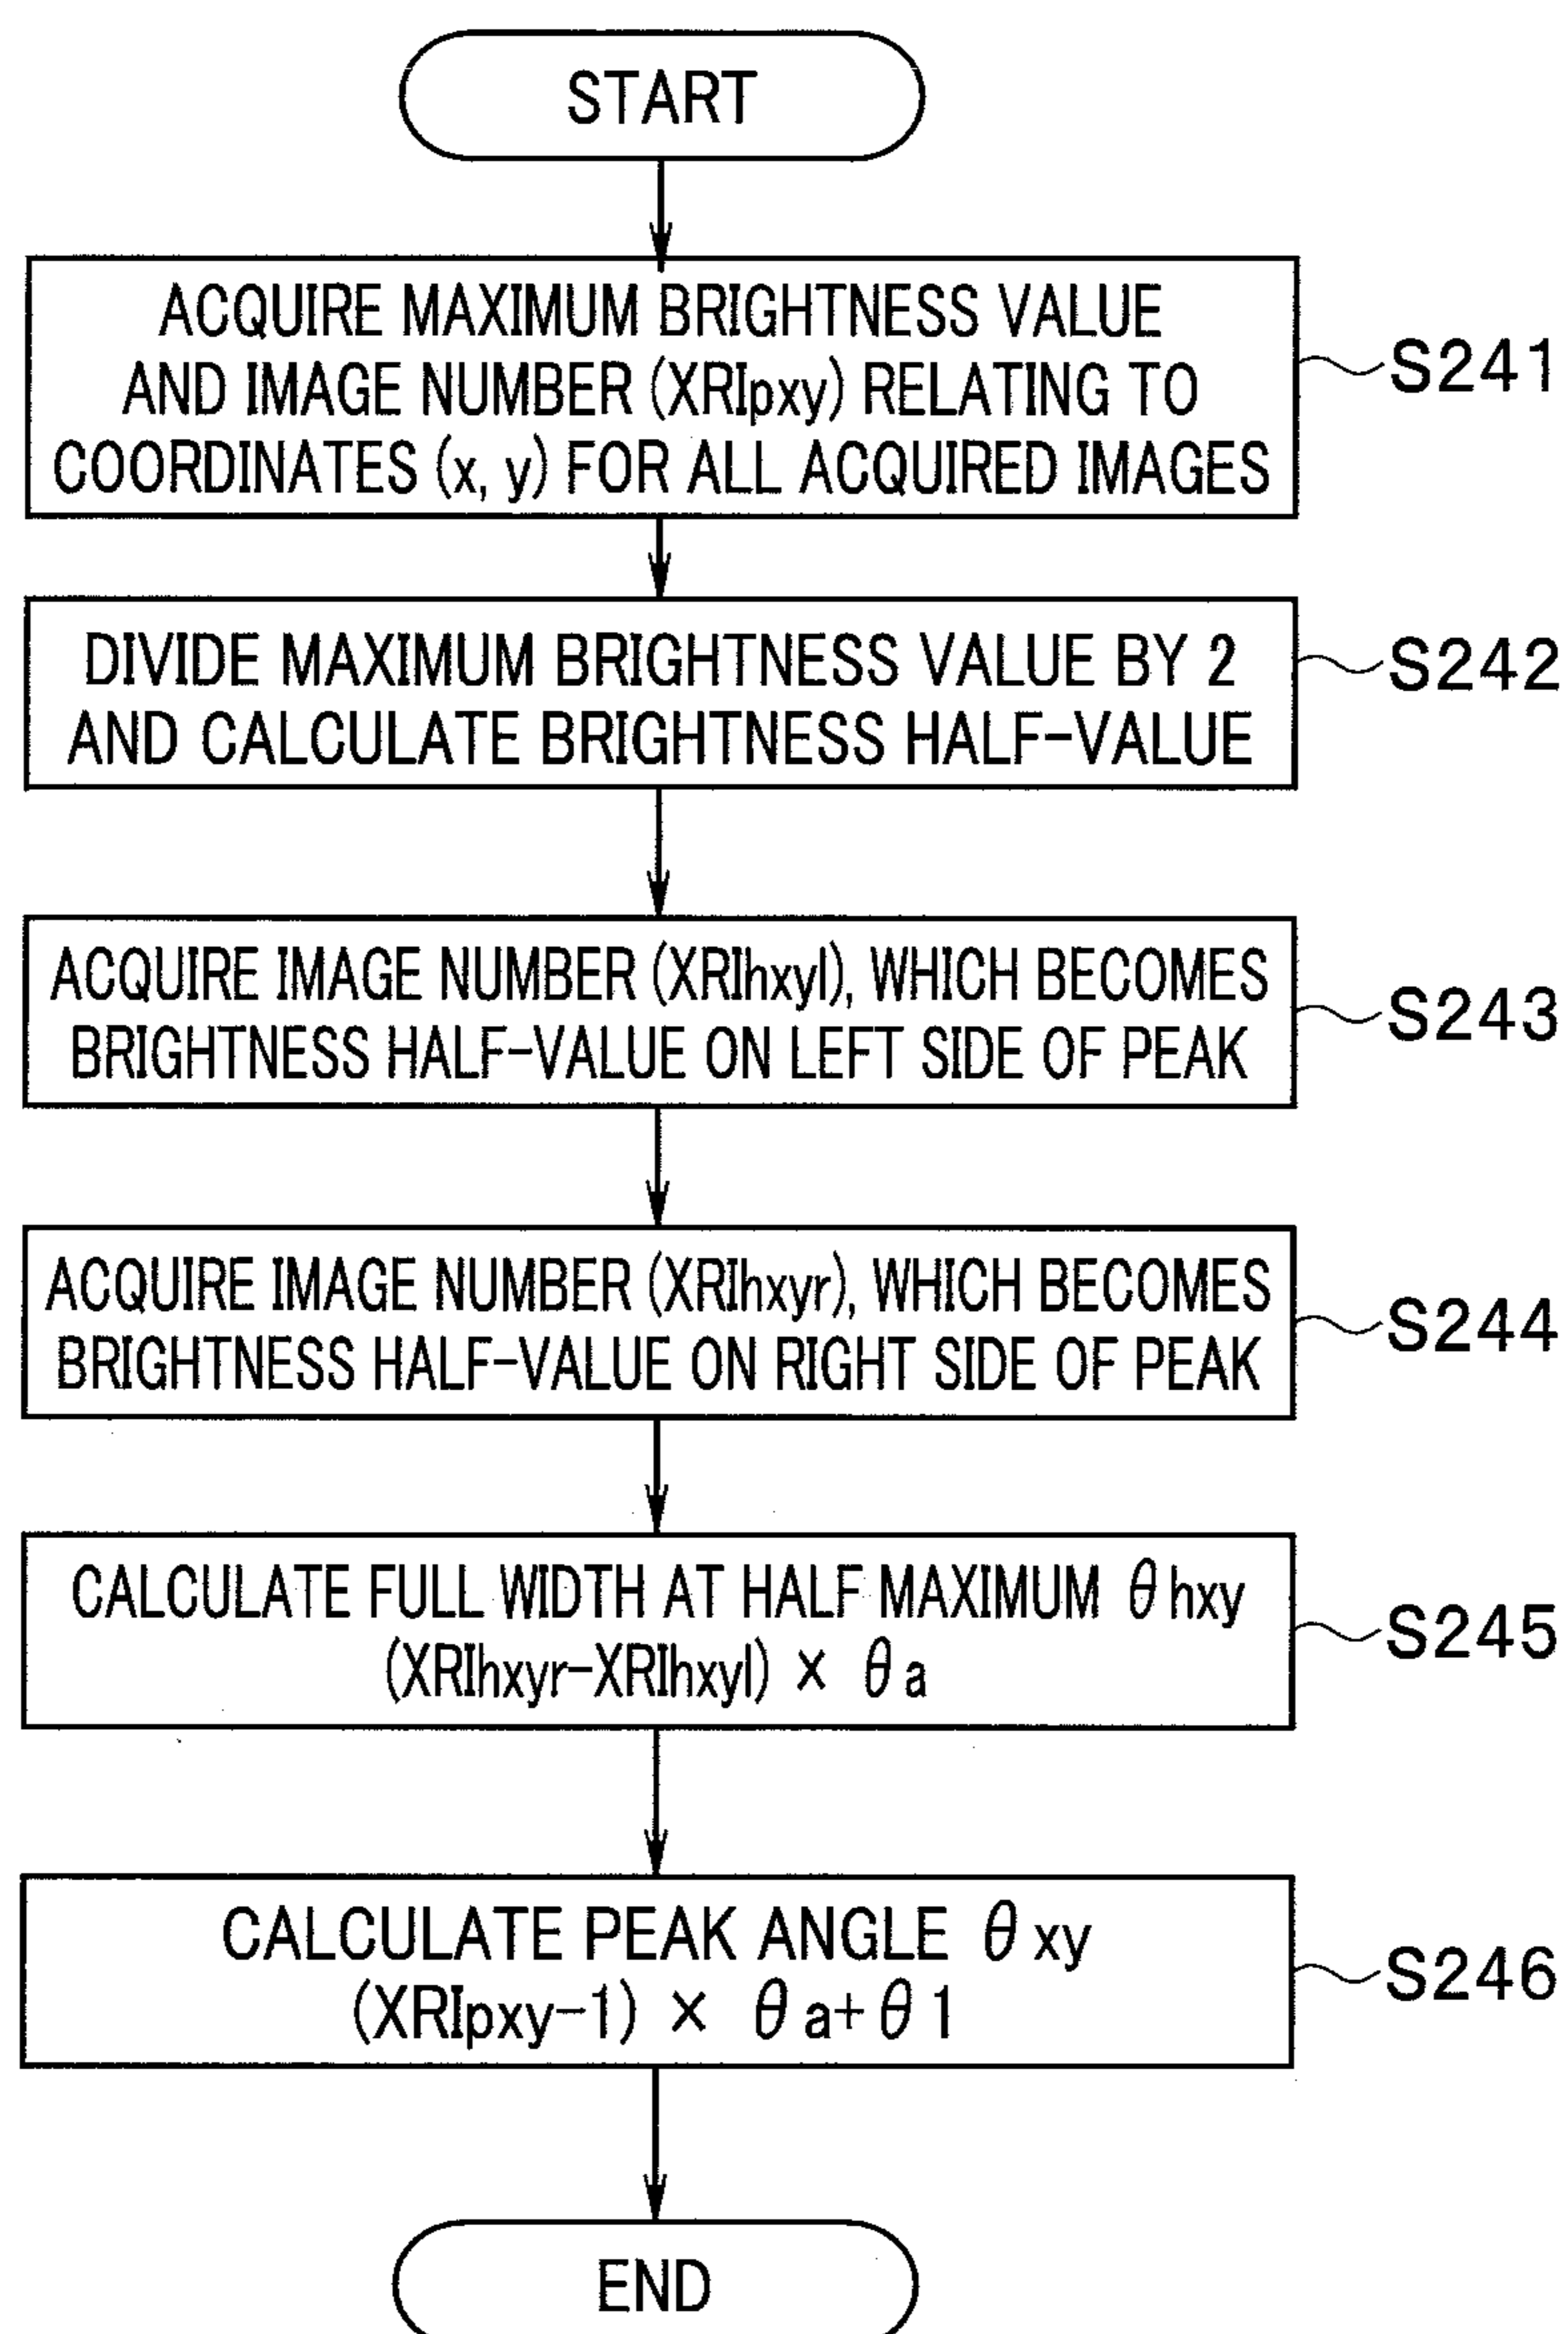 START
ACQUIRE MAXIMUM BRIGHTNESS VALUE
AND IMAGE NUMBER (XRIpxy) RELATING TO
COORDINATES (x, y) FOR ALL ACQUIRED IMAGES
S241
DIVIDE MAXIMUM BRIGHTNESS VALUE BY 2
AND CALCULATE BRIGHTNESS HALF-VALUE
S242
ACQUIRE IMAGE NUMBER (XRIhxyl), WHICH BECOMES
BRIGHTNESS HALF-VALUE ON LEFT SIDE OF PEAK
S243
ACQUIRE IMAGE NUMBER (XRIhxyr), WHICH BECOMES
BRIGHTNESS HALF-VALUE ON RIGHT SIDE OF PEAK
S244
CALCULATE FULL WIDTH AT HALF MAXIMUM θhxy
(XRIhxyr-XRIhxyl) × θa
S245
CALCULATE PEAK ANGLE θxy
(XRIpxy-1) × θa+θ1
S246
END